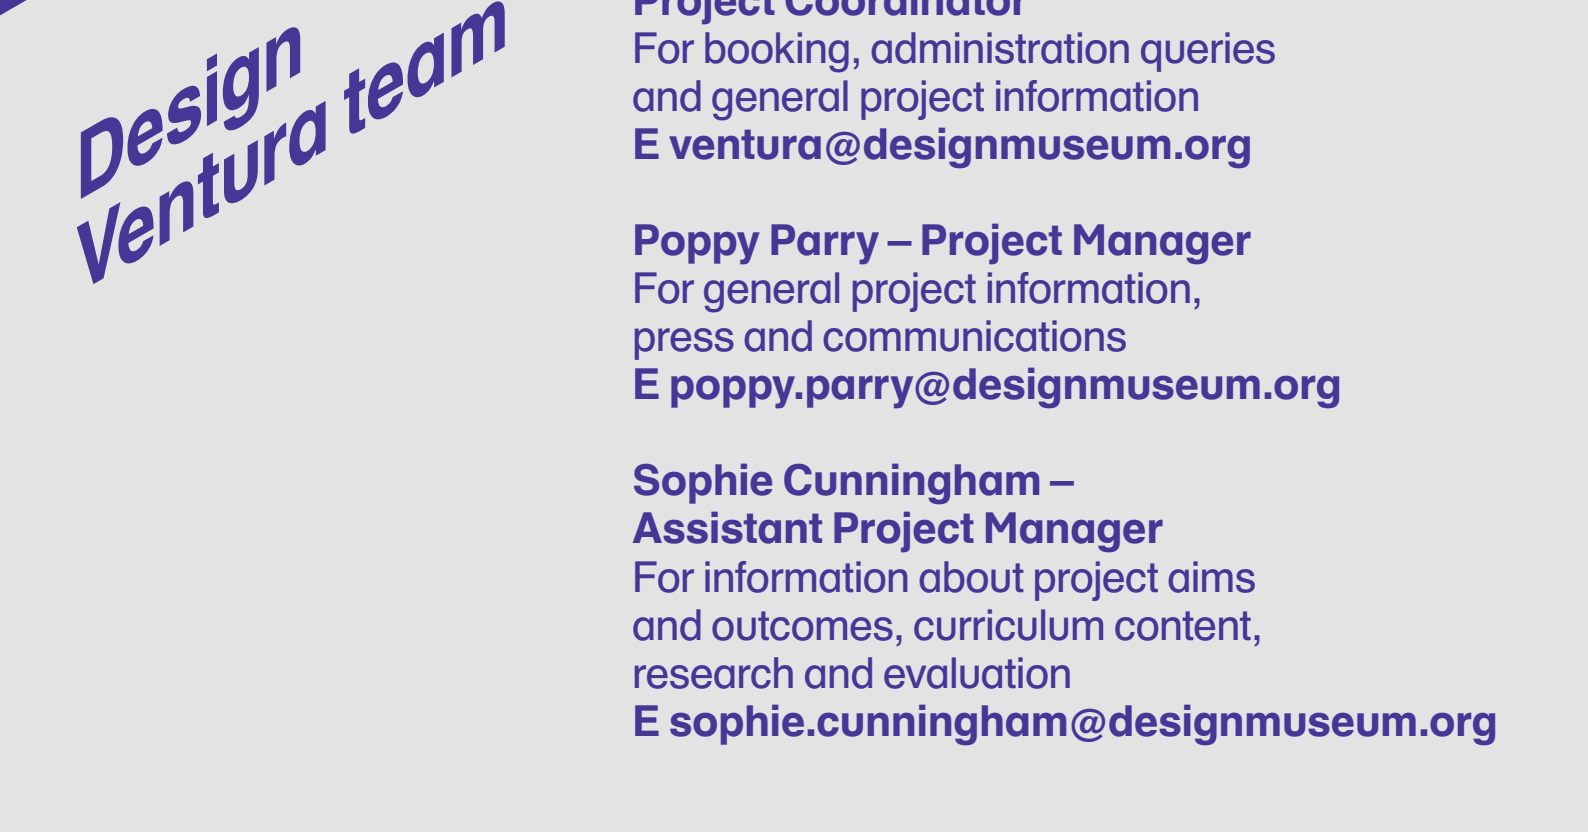 Design
Ventura team
Project Coordinator
For booking, administration queries
and general project information
E ventura@designmuseum.org
Poppy Parry – Project Manager
For general project information,
press and communications
E poppy.parry@designmuseum.org
Sophie Cunningham –
Assistant Project Manager
For information about project aims
and outcomes, curriculum content,
research and evaluation
E sophie.cunningham@designmuseum.org